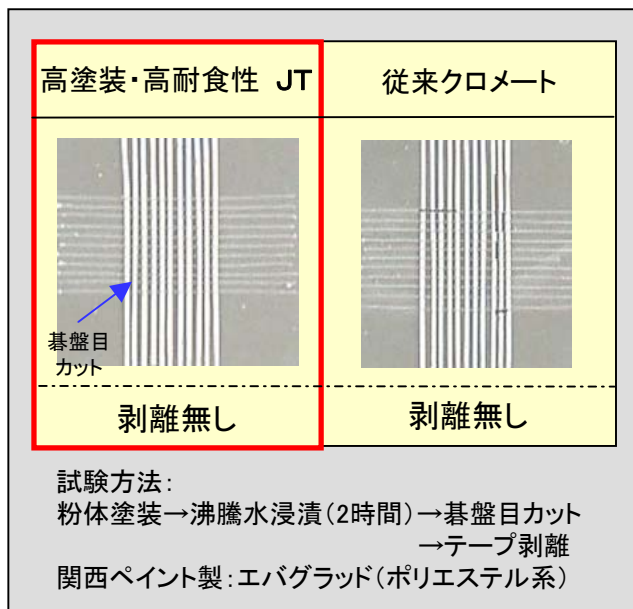 高塗装・高耐食性 JT
従来クロメート
碁盤目
カット
剥離無し
剥離無し
試験方法:
粉体塗装→沸騰水浸漬(2時間)→碁盤目カット
→テープ剥離
関西ペイント製:エバグラッド(ポリエステル系)